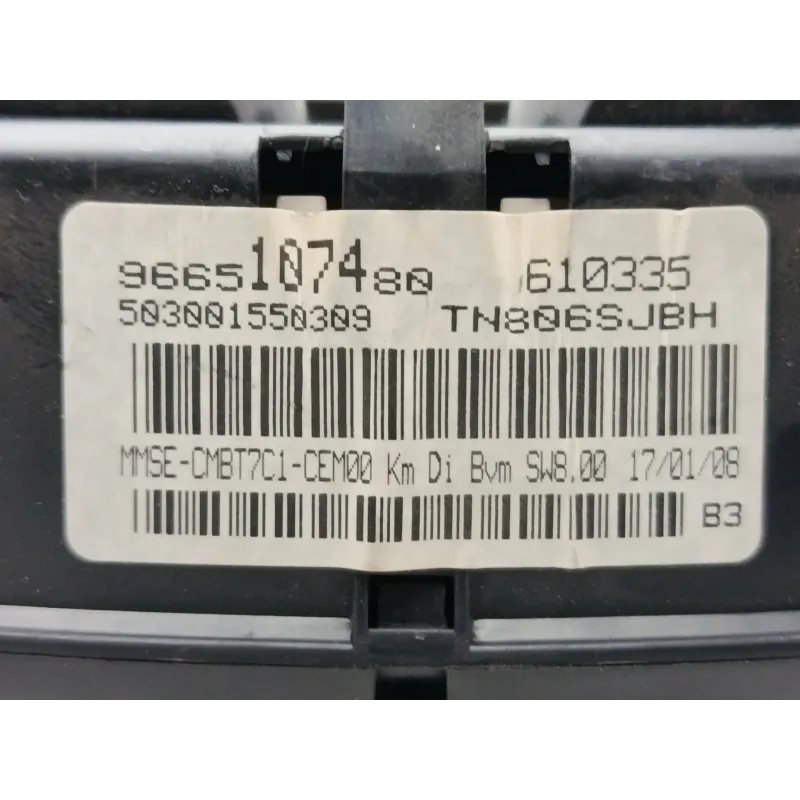 9665107480 610335
503001550309 TN806SJBH
MMSE-CMBT7C1-CEM00 Km Di Bvm SW8.00 17/01/08
B3